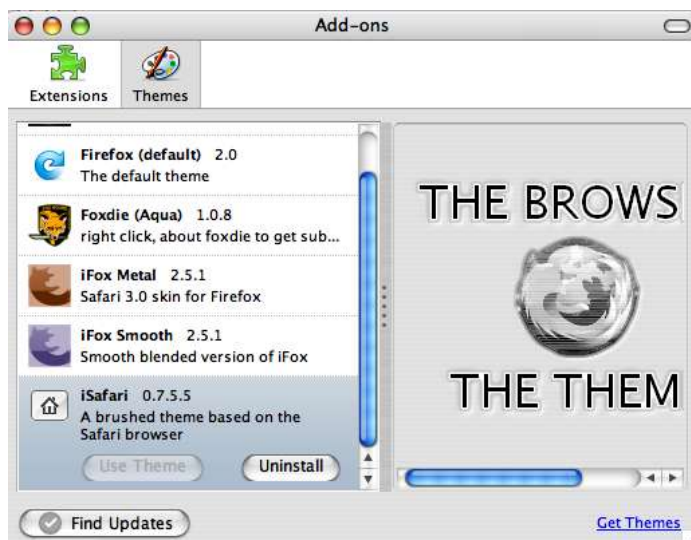 Add-ons
Extensions
Themes
Firefox (default) 2.0
The default theme
Foxdie (Aqua) 1.0.8
right click, about foxdie to get sub...
iFox Metal 2.5.1
Safari 3.0 skin for Firefox
iFox Smooth 2.5.1
Smooth blended version of iFox
iSafari 0.7.5.5
A brushed theme based on the
Safari browser
Use Theme
Uninstall
THE BROWS
THE THEM
Find Updates
Get Themes